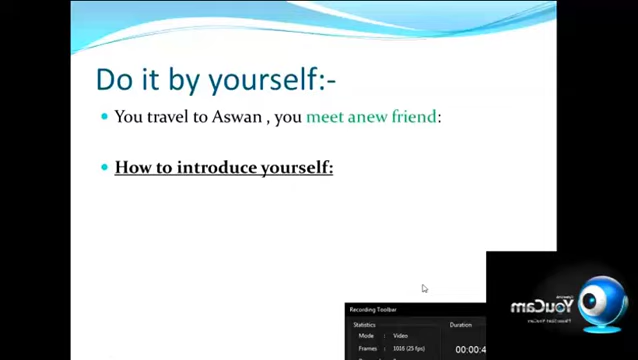 Do it by yourself:-
You travel to Aswan , you meet anew friend:
How to introduce yourself:
Recording Toolbar
Statistics
Duration
Mode : Video
Frames : 1016 (25 fps)
00:00:4
YouCam